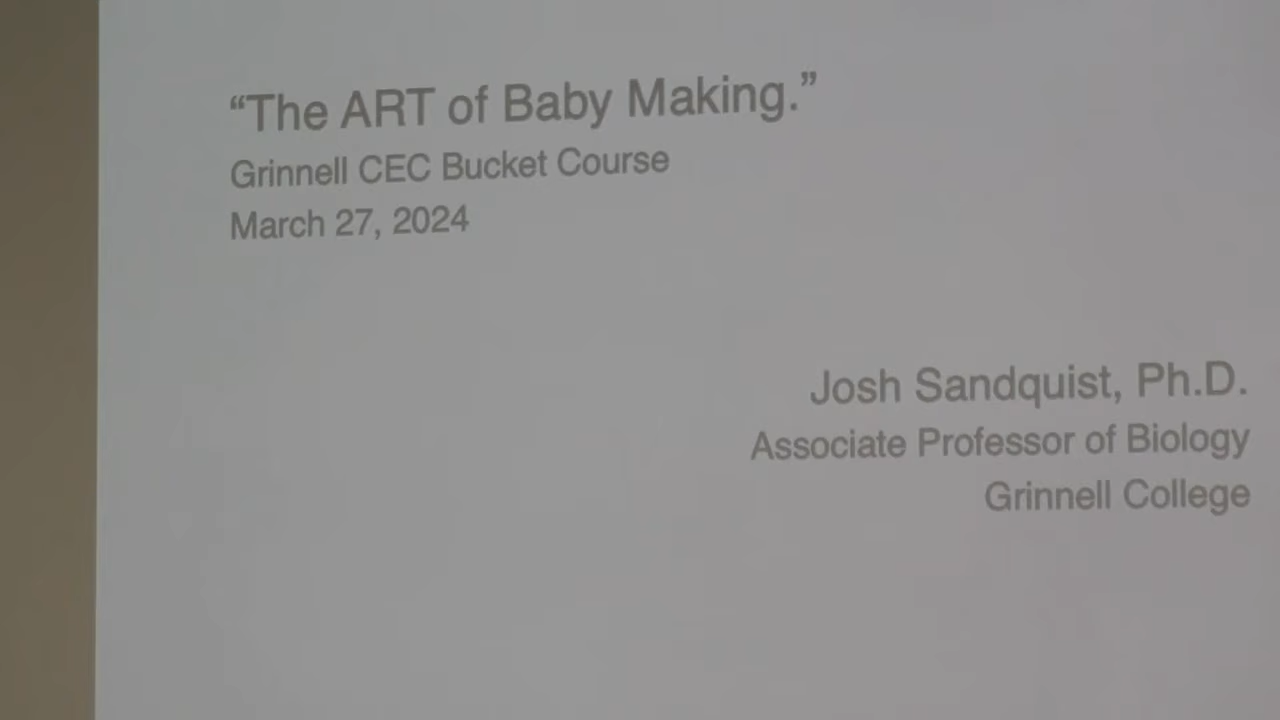 “The ART of Baby Making.”
Grinnell CEC Bucket Course
March 27, 2024
Josh Sandquist, Ph.D.
Associate Professor of Biology
Grinnell College